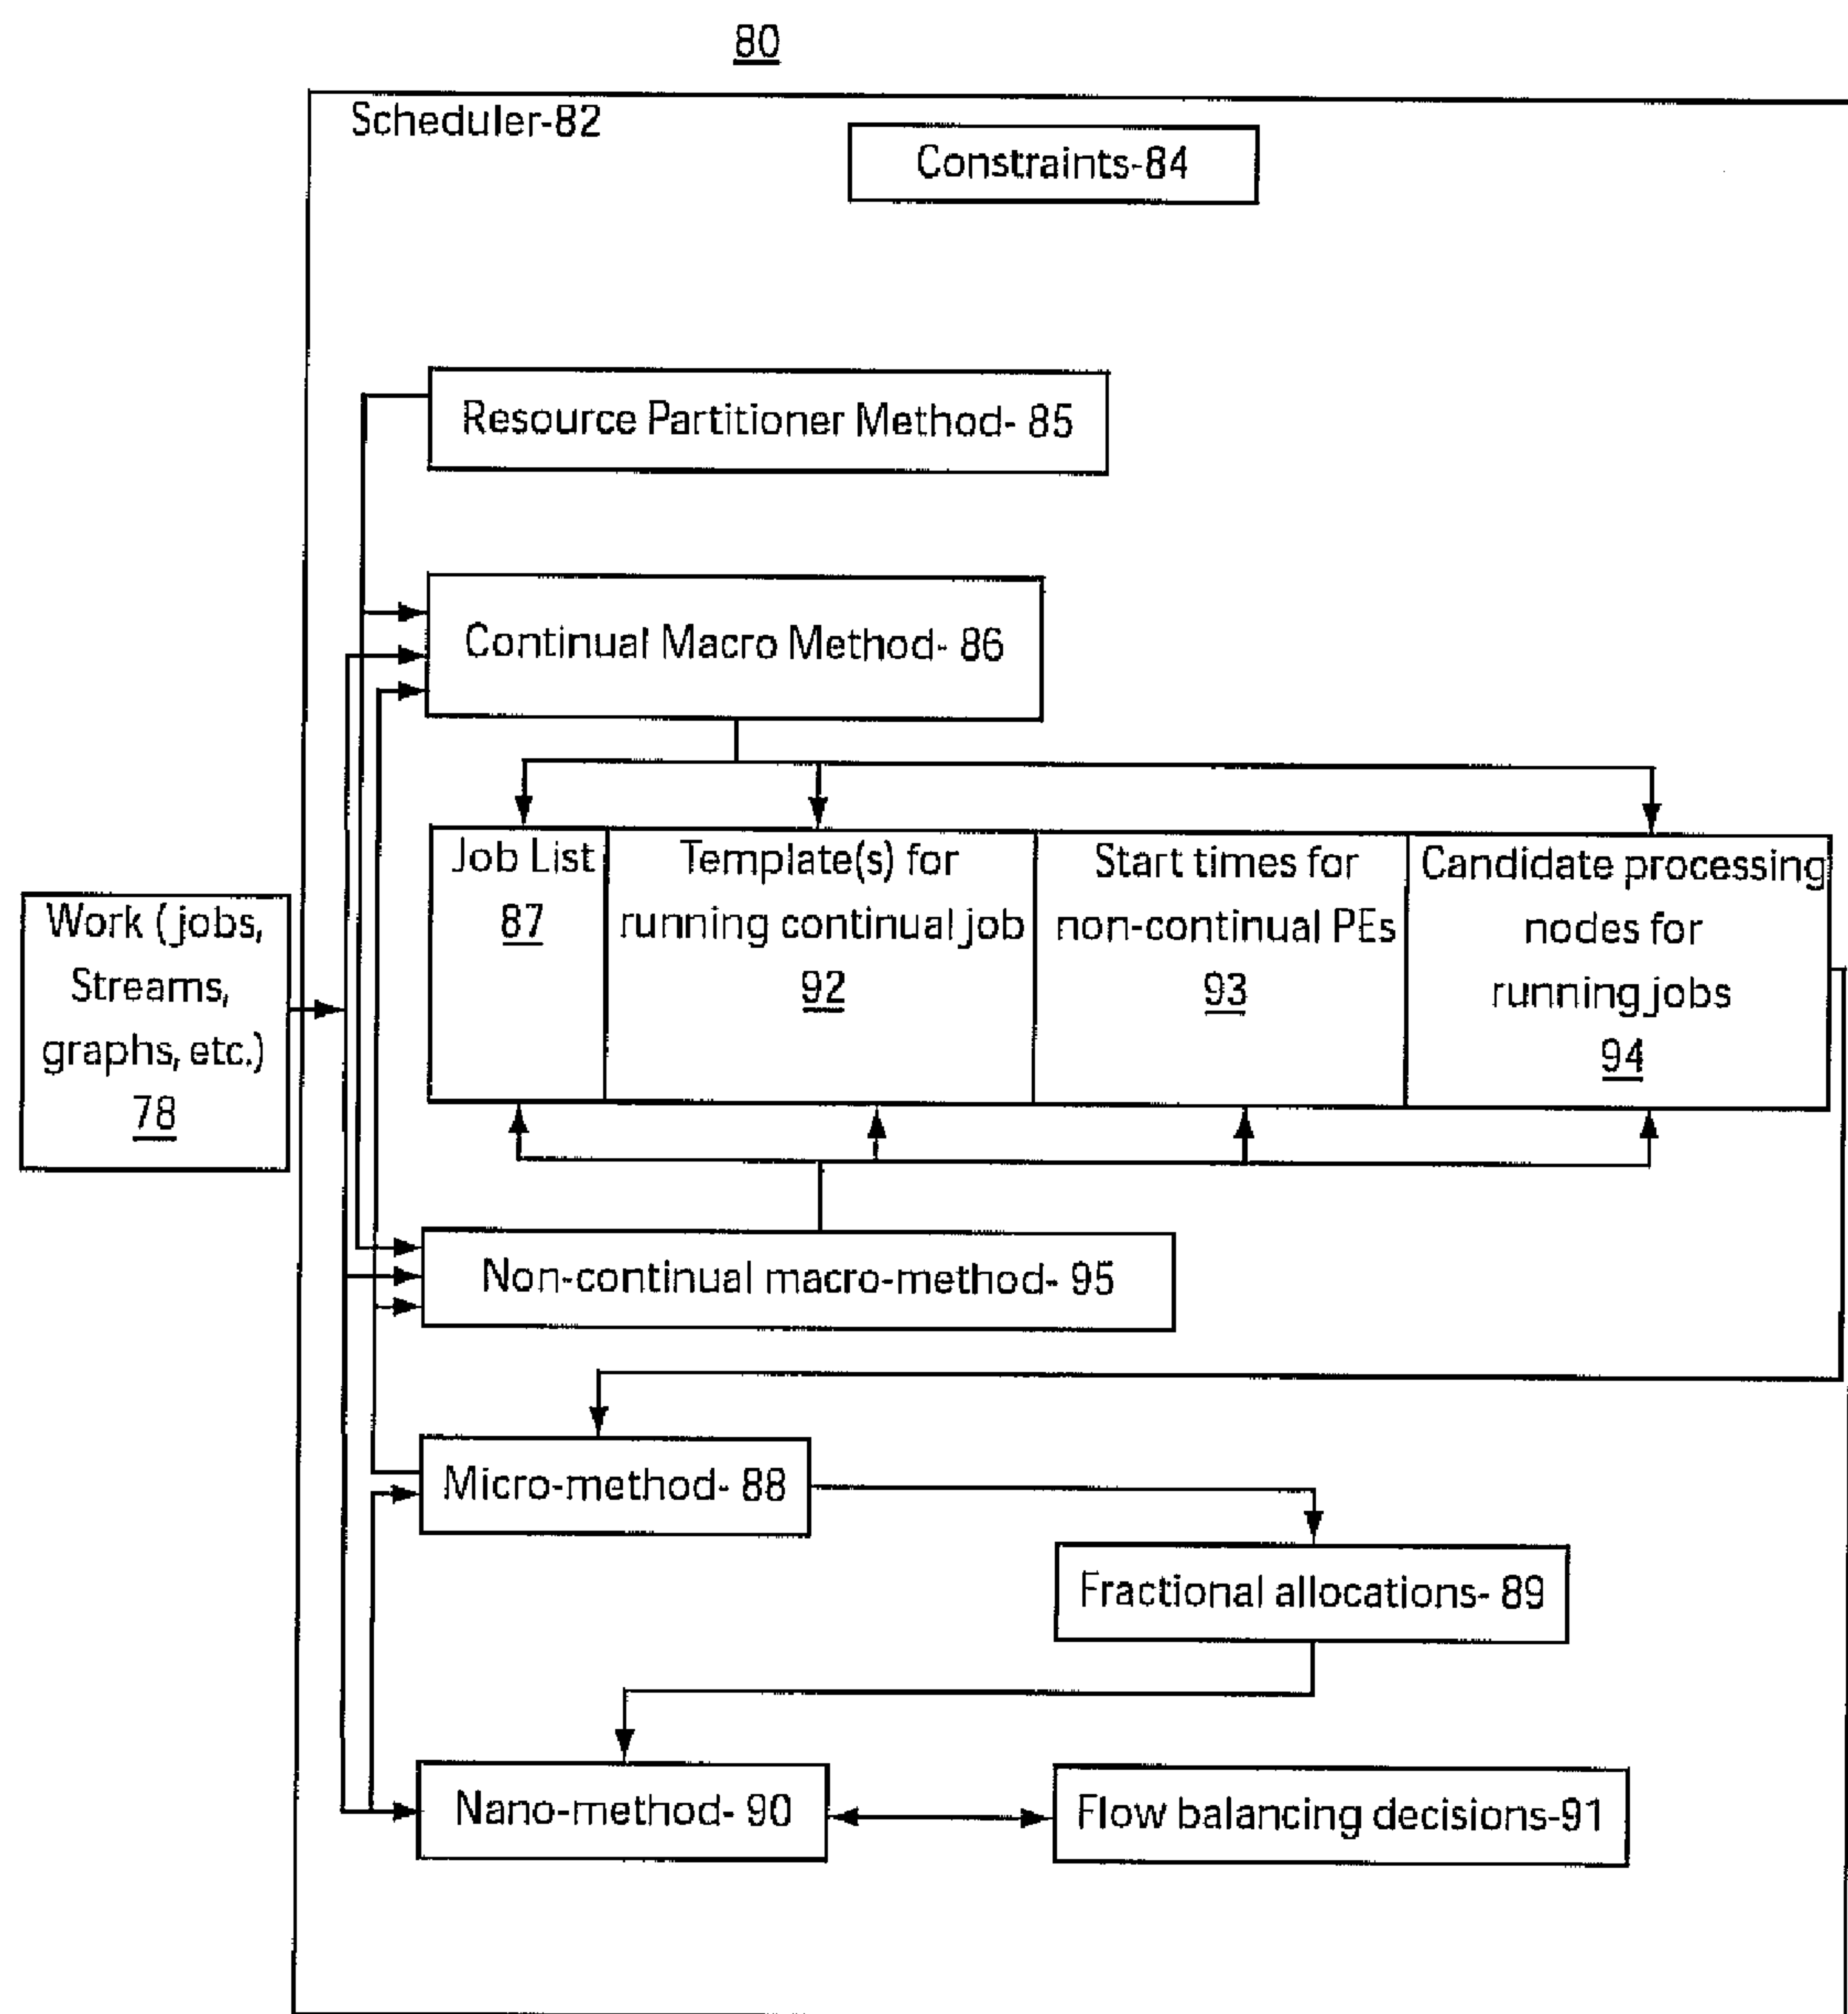 80
Scheduler-82
Constraints-84
Resource Partitioner Method- 85
Continual Macro Method- 86
Job List
87
Template(s) for
running continual job
92
Start times for
non-continual PEs
93
Candidate processing
nodes for
running jobs
94
Work (jobs,
Streams,
graphs, etc.)
78
Non-continual macro-method- 95
Micro-method- 88
Fractional allocations- 89
Nano-method- 90
Flow balancing decisions-91